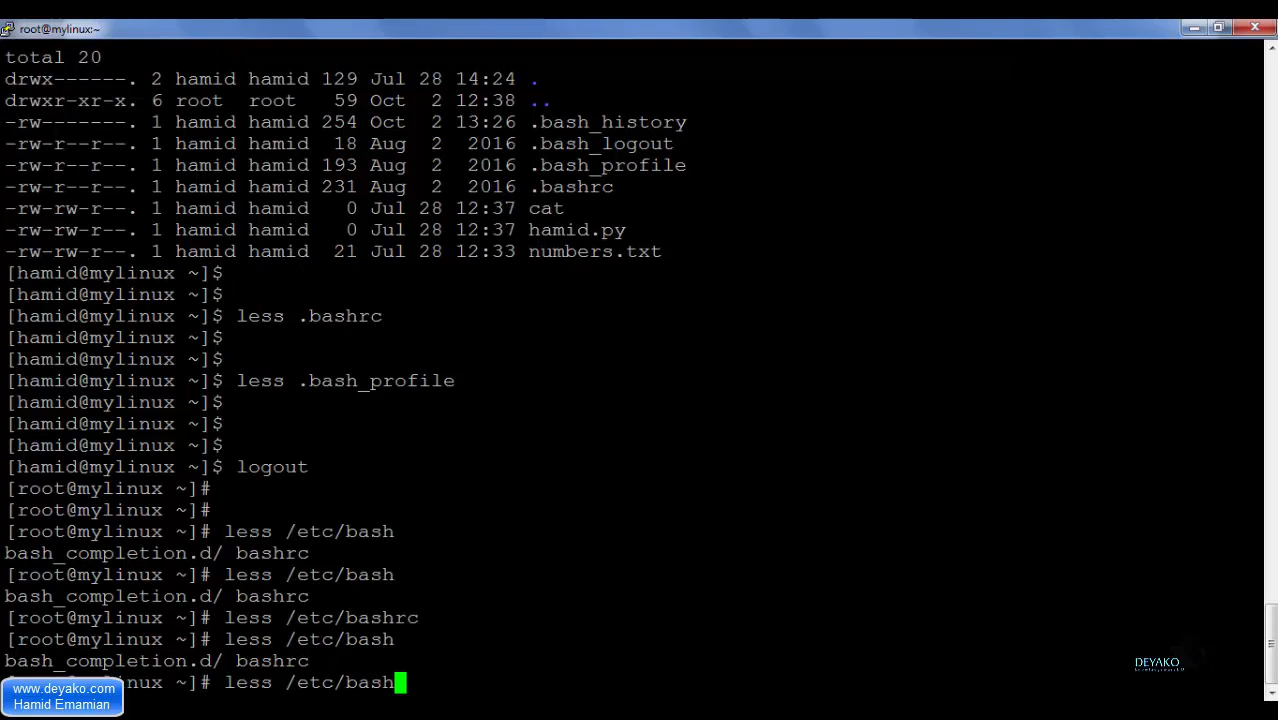 root@mylinux:~
total 20
drwx------. 2 hamid hamid 129 Jul 28 14:24 .
drwxr-xr-x. 6 root  root   59 Oct  2 12:38 ..
-rw-------. 1 hamid hamid 254 Oct  2 13:26 .bash_history
-rw-r--r--. 1 hamid hamid  18 Aug  2  2016 .bash_logout
-rw-r--r--. 1 hamid hamid 193 Aug  2  2016 .bash_profile
-rw-r--r--. 1 hamid hamid 231 Aug  2  2016 .bashrc
-rw-rw-r--. 1 hamid hamid   0 Jul 28 12:37 cat
-rw-rw-r--. 1 hamid hamid   0 Jul 28 12:37 hamid.py
-rw-rw-r--. 1 hamid hamid  21 Jul 28 12:33 numbers.txt
[hamid@mylinux ~]$
[hamid@mylinux ~]$
[hamid@mylinux ~]$ less .bashrc
[hamid@mylinux ~]$
[hamid@mylinux ~]$
[hamid@mylinux ~]$ less .bash_profile
[hamid@mylinux ~]$
[hamid@mylinux ~]$
[hamid@mylinux ~]$
[hamid@mylinux ~]$ logout
[root@mylinux ~]#
[root@mylinux ~]#
[root@mylinux ~]# less /etc/bash
bash_completion.d/ bashrc
[root@mylinux ~]# less /etc/bash
bash_completion.d/ bashrc
[root@mylinux ~]# less /etc/bashrc
[root@mylinux ~]# less /etc/bash
bash_completion.d/ bashrc
linux ~]# less /etc/bash
DEYAKO
www.deyako.com
Hamid Emamian